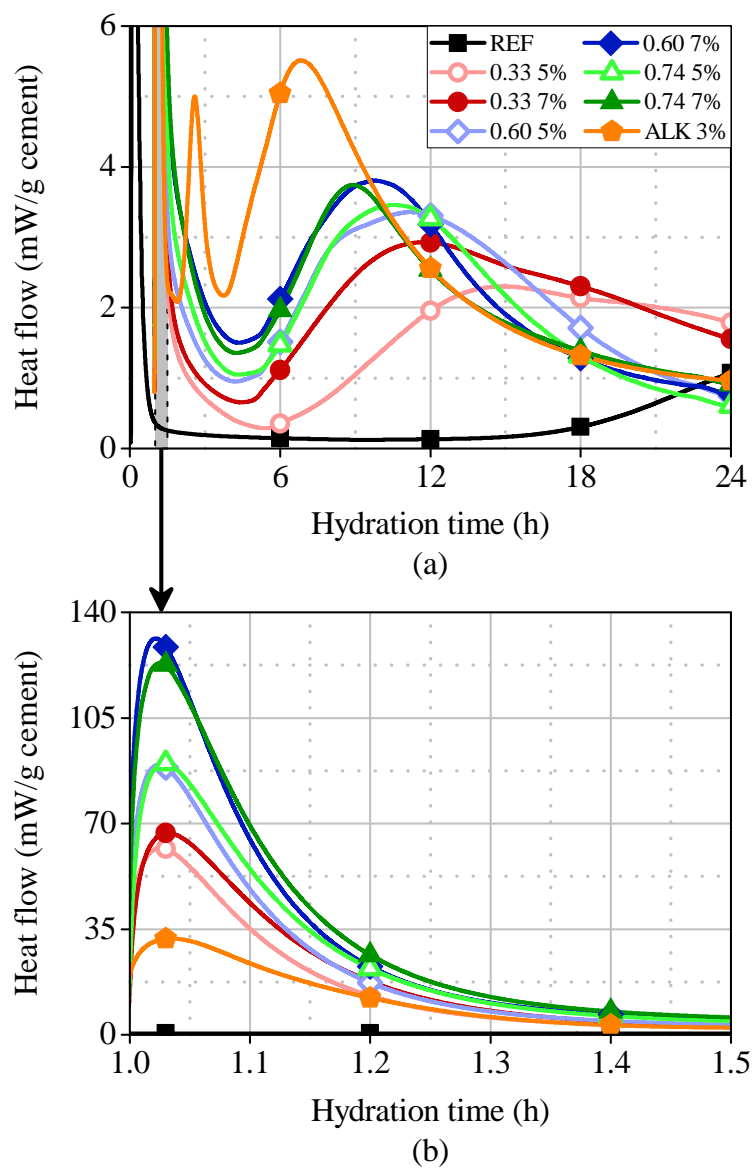 6
4
2
0
Heat flow (mW/g cement)
REF
0.33 5%
0.33 7%
0.60 5%
0.60 7%
0.74 5%
0.74 7%
ALK 3%
0 6 12 18 24
Hydration time (h)
(a)
140
105
70
35
0
Heat flow (mW/g cement)
1.0 1.1 1.2 1.3 1.4 1.5
Hydration time (h)
(b)